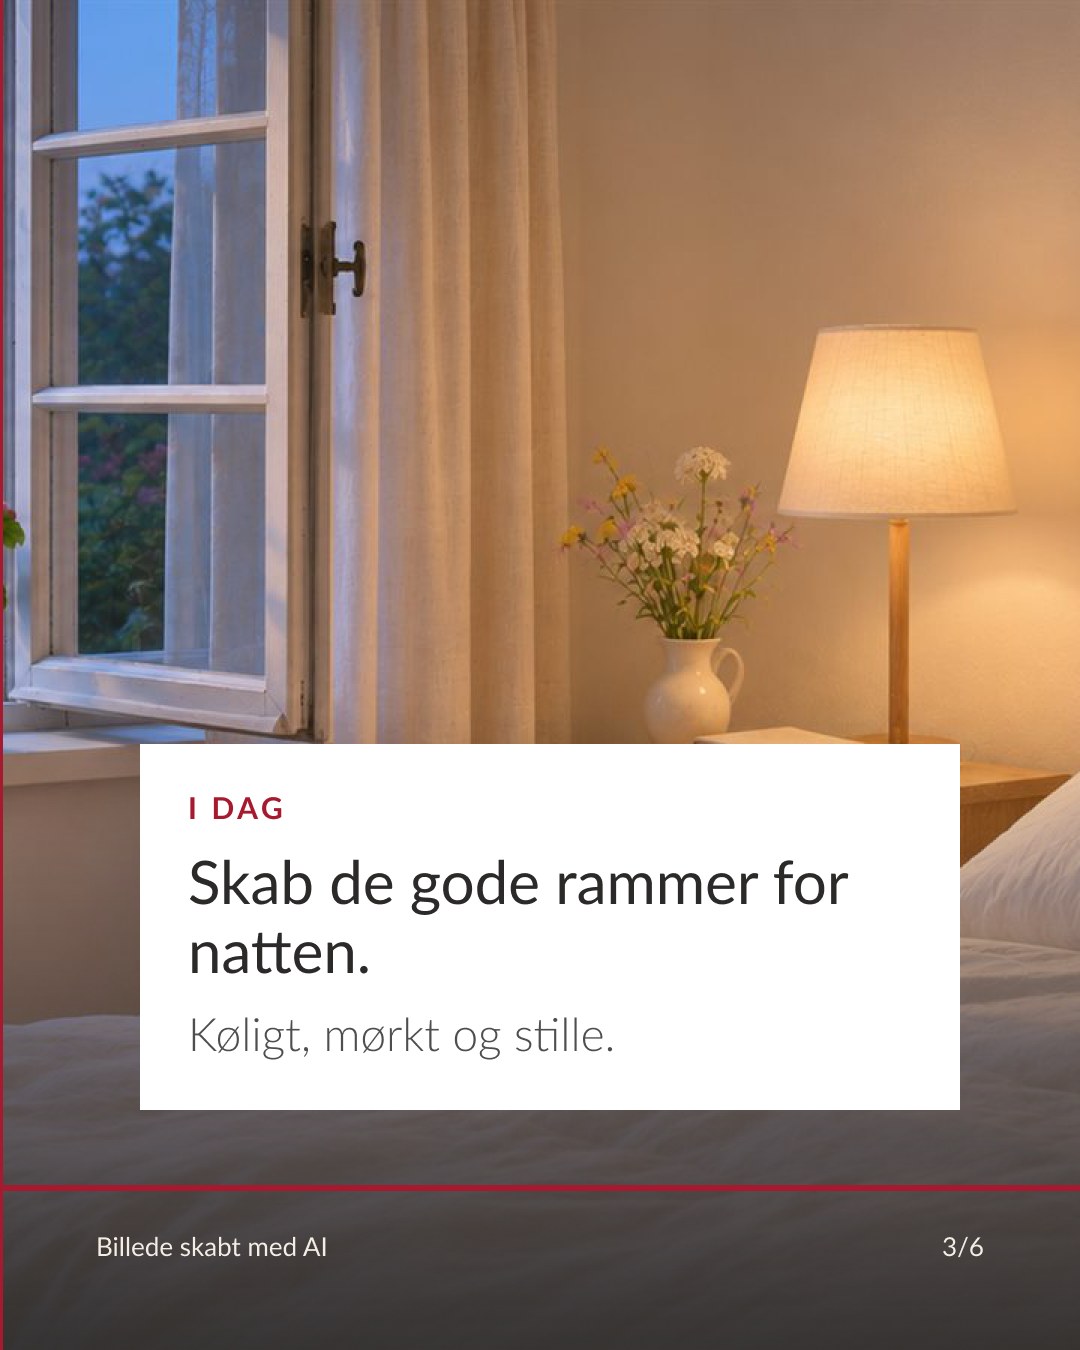 I DAG
Skab de gode rammer for
natten.
Køligt, mørkt og stille.
Billede skabt med AI
3/6